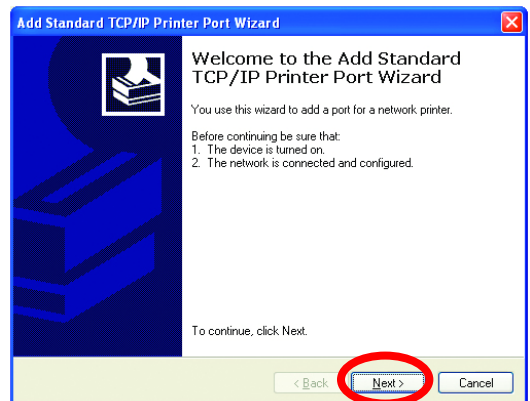 Add Standard TCP/IP Printer Port Wizard
Welcome to the Add Standard
TCP/IP Printer Port Wizard
You use this wizard to add a port for a network printer.
Before continuing be sure that:
1. The device is turned on.
2. The network is connected and configured.
To continue, click Next.
< Back Next > Cancel